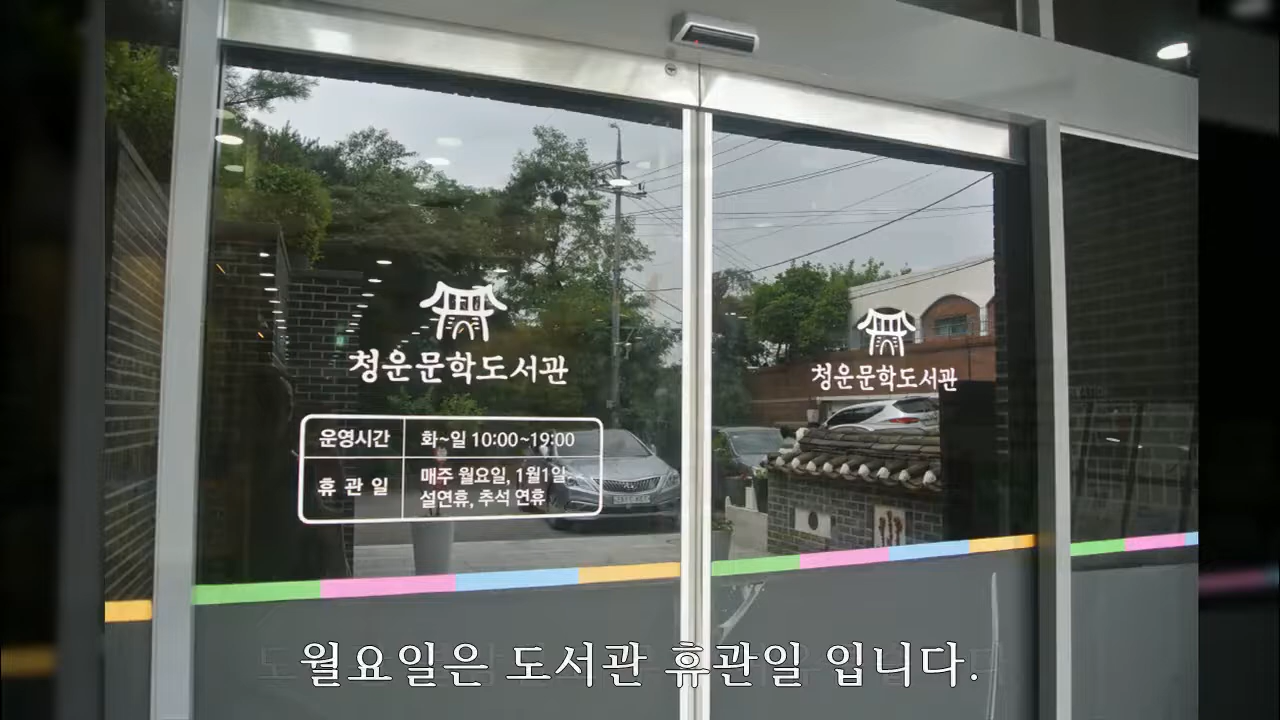 청운문학도서관
청운문학도서관
운영시간 화~일 10:00~19:00
휴관일 매주 월요일, 1월1일
설연휴, 추석 연휴
월요일은 도서관 휴관일 입니다.